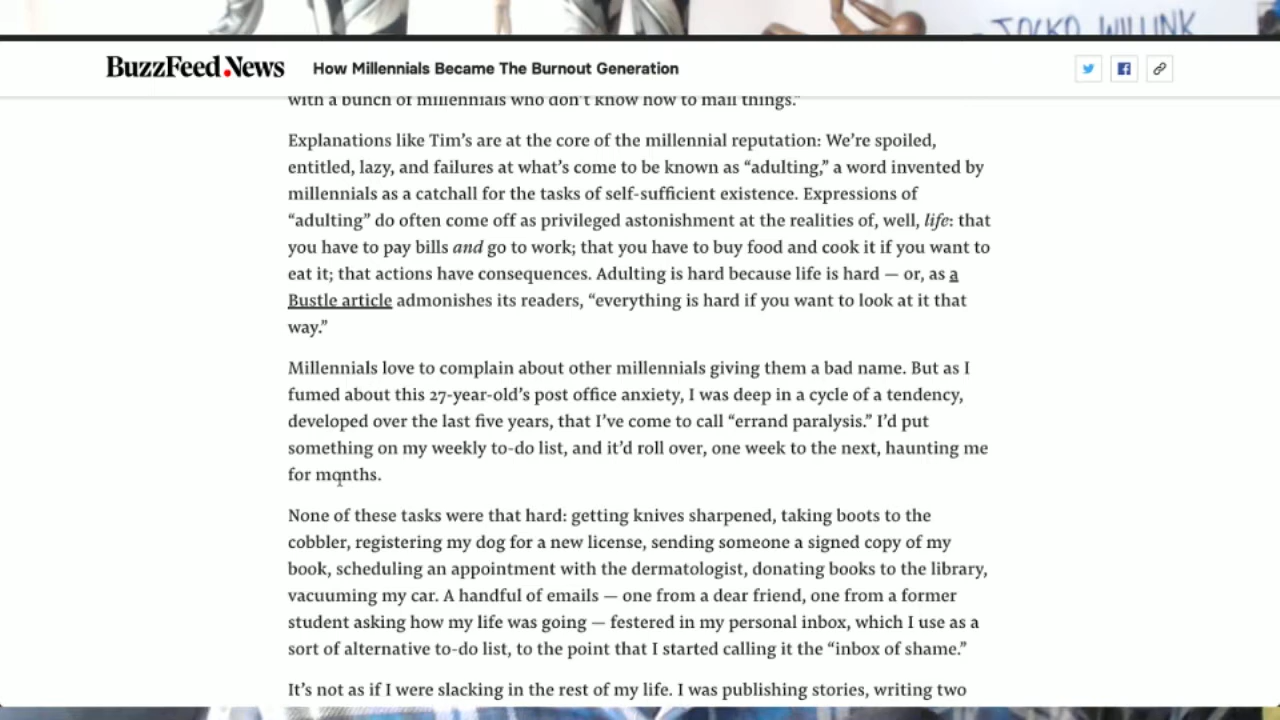 JOCKO WILLINK
BuzzFeed News
How Millennials Became The Burnout Generation
with a bunch of millennials who don't know how to mail things.”
Explanations like Tim’s are at the core of the millennial reputation: We’re spoiled,
entitled, lazy, and failures at what’s come to be known as “adulting,” a word invented by
millennials as a catchall for the tasks of self-sufficient existence. Expressions of
“adulting” do often come off as privileged astonishment at the realities of, well, life: that
you have to pay bills and go to work; that you have to buy food and cook it if you want to
eat it; that actions have consequences. Adulting is hard because life is hard — or, as a
Bustle article admonishes its readers, “everything is hard if you want to look at it that
way.”
Millennials love to complain about other millennials giving them a bad name. But as I
fumed about this 27-year-old’s post office anxiety, I was deep in a cycle of a tendency,
developed over the last five years, that I’ve come to call “errand paralysis.” I’d put
something on my weekly to-do list, and it’d roll over, one week to the next, haunting me
for months.
None of these tasks were that hard: getting knives sharpened, taking boots to the
cobbler, registering my dog for a new license, sending someone a signed copy of my
book, scheduling an appointment with the dermatologist, donating books to the library,
vacuuming my car. A handful of emails — one from a dear friend, one from a former
student asking how my life was going — festered in my personal inbox, which I use as a
sort of alternative to-do list, to the point that I started calling it the “inbox of shame.”
It’s not as if I were slacking in the rest of my life. I was publishing stories, writing two